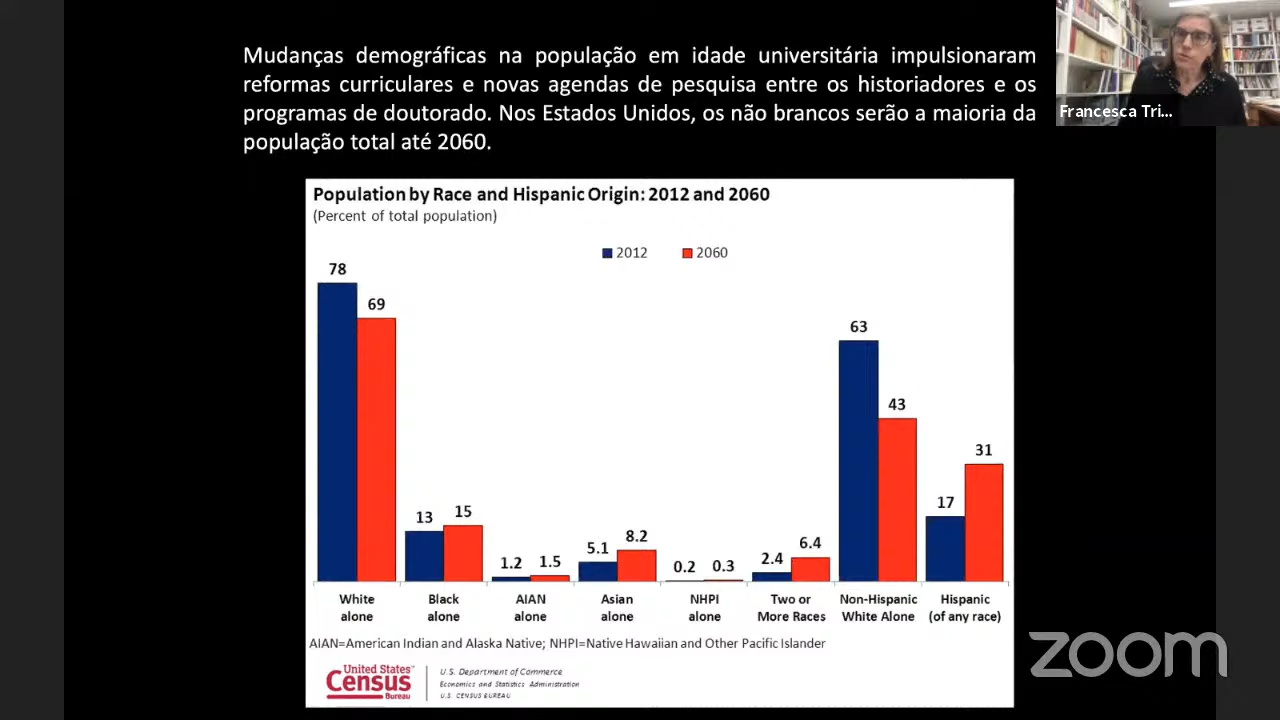 Mudanças demográficas na população em idade universitária impulsionaram
reformas curriculares e novas agendas de pesquisa entre os historiadores e os
programas de doutorado. Nos Estados Unidos, os não brancos serão a maioria da
população total até 2060.
Francesca Tri...
Population by Race and Hispanic Origin: 2012 and 2060
(Percent of total population)
2012 2060
78 69
13 15
1.2 1.5
5.1 8.2
0.2 0.3
2.4 6.4
63 43
17 31
White alone
Black alone
AIAN alone
Asian alone
NHPI alone
Two or More Races
Non-Hispanic White Alone
Hispanic (of any race)
AIAN=American Indian and Alaska Native; NHPI=Native Hawaiian and Other Pacific Islander
United States™
Census
Bureau
U.S. Department of Commerce
Economics and Statistics Administration
U.S. CENSUS BUREAU
zoom